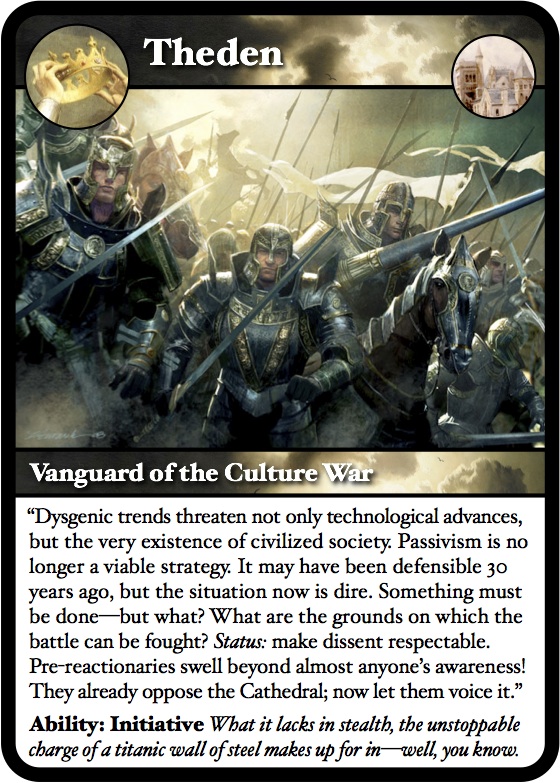 Theden
Vanguard of the Culture War
“Dysgenic trends threaten not only technological advances,
but the very existence of civilized society. Passivism is no
longer a viable strategy. It may have been defensible 30
years ago, but the situation now is dire. Something must
be done—but what? What are the grounds on which the
battle can be fought? Status: make dissent respectable.
Pre-reactionaries swell beyond almost anyone’s awareness!
They already oppose the Cathedral; now let them voice it.”
Ability: Initiative What it lacks in stealth, the unstoppable
charge of a titanic wall of steel makes up for in—well, you know.